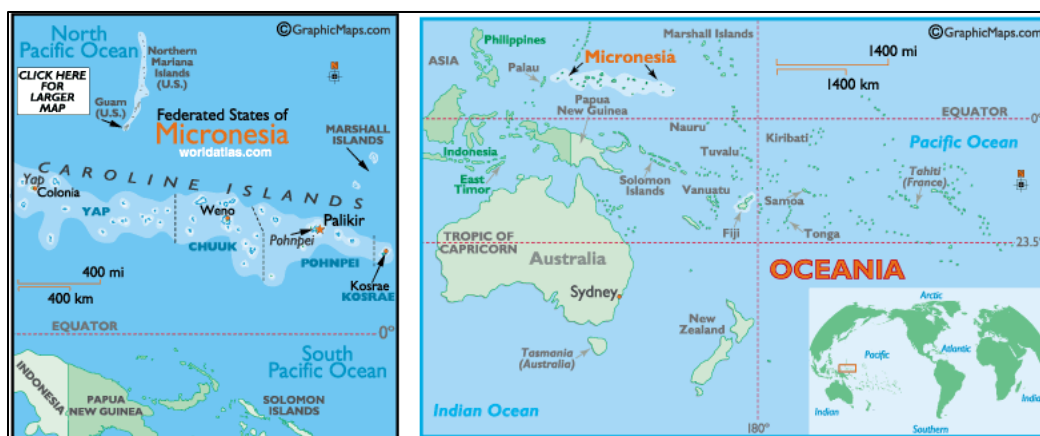 ©GraphicMaps.com
North
Pacific Ocean
CLICK HERE
FOR
LARGER
MAP
Northern
Mariana
Islands
(U.S.)
Guam
(U.S.)
Federated States of
Micronesia
worldatlas.com
MARSHALL
ISLANDS
CAROLINE ISLANDS
Yap
Colonia
YAP
Weno
CHUUK
Palikir
Pohnpei
POHNPEI
Kosrae
KOSRAE
400 mi
400 km
EQUATOR
0°
South
Pacific Ocean
INDONESIA
PAPUA
NEW GUINEA
SOLOMON
ISLANDS
©GraphicMaps.com
Philippines
Marshall Islands
1400 mi
1400 km
ASIA
Palau
Micronesia
Papua
New Guinea
EQUATOR
0°
Nauru
Kiribati
Pacific Ocean
Indonesia
Tuvalu
East
Timor
Solomon
Islands
Vanuatu
Samoa
Tahiti
(France)
Fiji
Tonga
TROPIC OF
CAPRICORN
23.5°
Australia
OCEANIA
Sydney
New
Zealand
Tasmania
(Australia)
Indian Ocean
180°
Arctic
Pacific
Atlantic
Indian
India
Southern